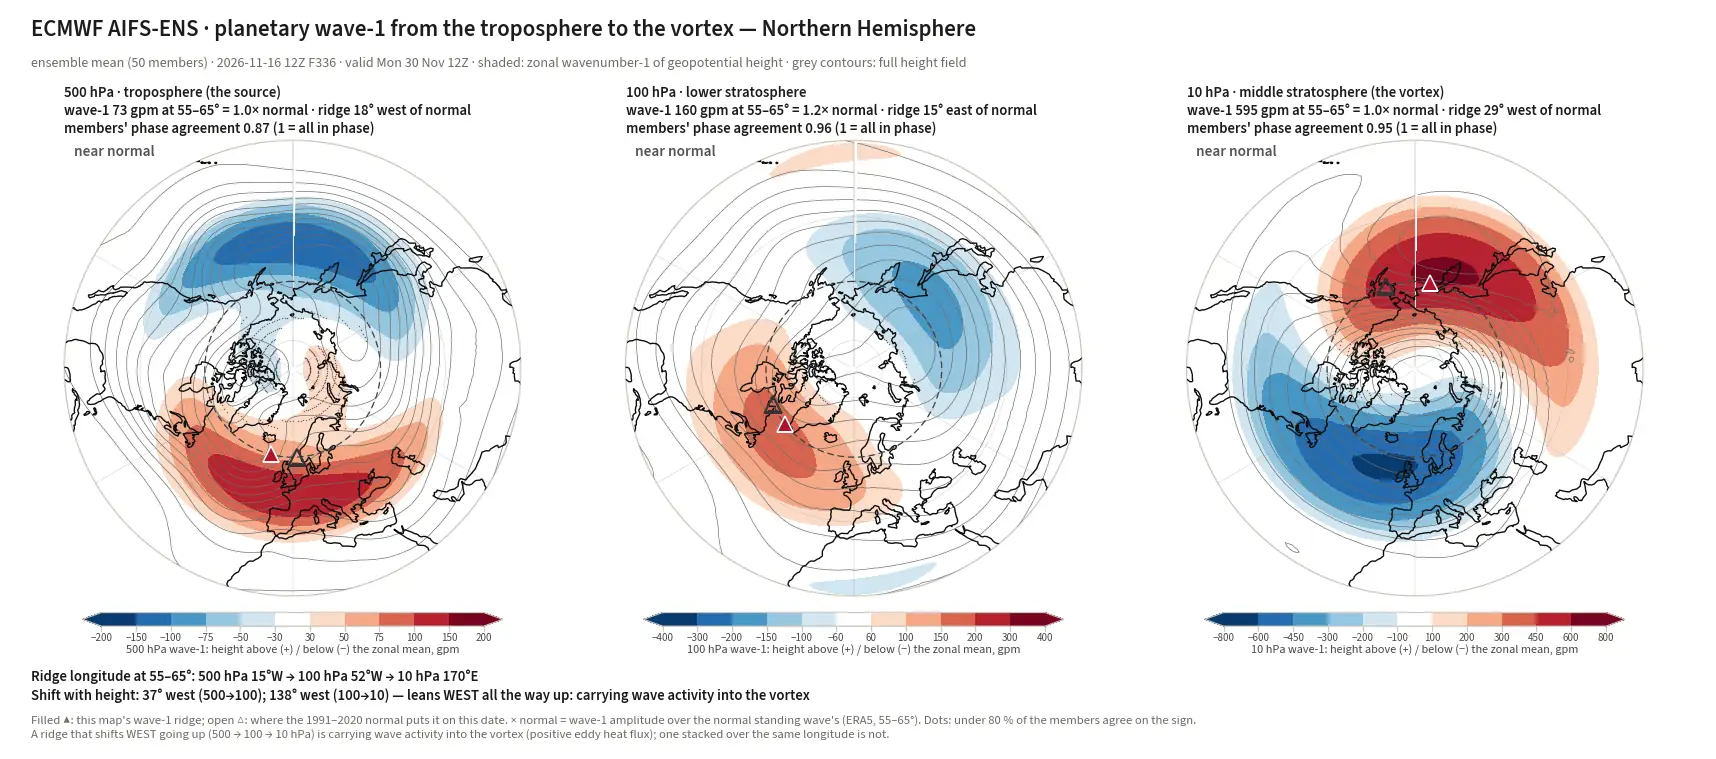 ECMWF AIFS-ENS · planetary wave-1 from the troposphere to the vortex — Northern Hemisphere
ensemble mean (50 members) · 2026-11-16 12Z F336 · valid Mon 30 Nov 12Z · shaded: zonal wavenumber-1 of geopotential height · grey contours: full height field
500 hPa · troposphere (the source)
wave-1 73 gpm at 55–65° = 1.0× normal · ridge 18° west of normal
members' phase agreement 0.87 (1 = all in phase)
near normal
100 hPa · lower stratosphere
wave-1 160 gpm at 55–65° = 1.2× normal · ridge 15° east of normal
members' phase agreement 0.96 (1 = all in phase)
near normal
10 hPa · middle stratosphere (the vortex)
wave-1 595 gpm at 55–65° = 1.0× normal · ridge 29° west of normal
members' phase agreement 0.95 (1 = all in phase)
near normal
−200 −150 −100 −75 −50 −30 30 50 75 100 150 200
500 hPa wave-1: height above (+) / below (−) the zonal mean, gpm
−400 −300 −200 −150 −100 −60 60 100 150 200 300 400
100 hPa wave-1: height above (+) / below (−) the zonal mean, gpm
−800 −600 −450 −300 −200 −100 100 200 300 450 600 800
10 hPa wave-1: height above (+) / below (−) the zonal mean, gpm
Ridge longitude at 55–65°: 500 hPa 15°W → 100 hPa 52°W → 10 hPa 170°E
Shift with height: 37° west (500→100); 138° west (100→10) — leans WEST all the way up: carrying wave activity into the vortex
Filled ▲: this map's wave-1 ridge; open △: where the 1991–2020 normal puts it on this date. × normal = wave-1 amplitude over the normal standing wave's (ERA5, 55–65°). Dots: under 80 % of the members agree on the sign.
A ridge that shifts WEST going up (500 → 100 → 10 hPa) is carrying wave activity into the vortex (positive eddy heat flux); one stacked over the same longitude is not.